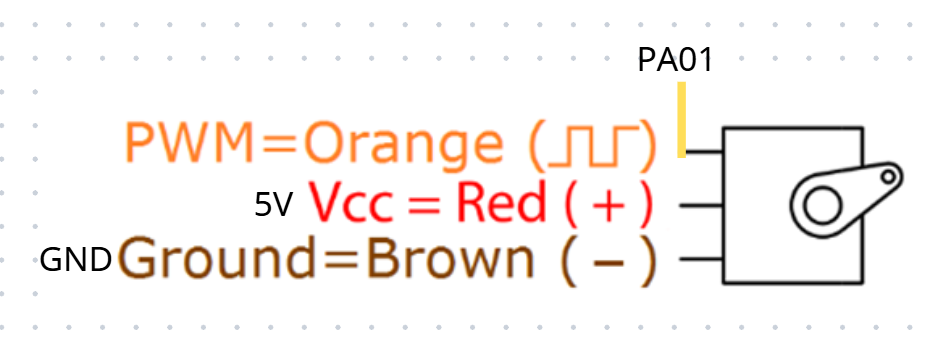 PA01
PWM=Orange (⎍⎍)
5V Vcc = Red ( + )
GND Ground=Brown ( − )